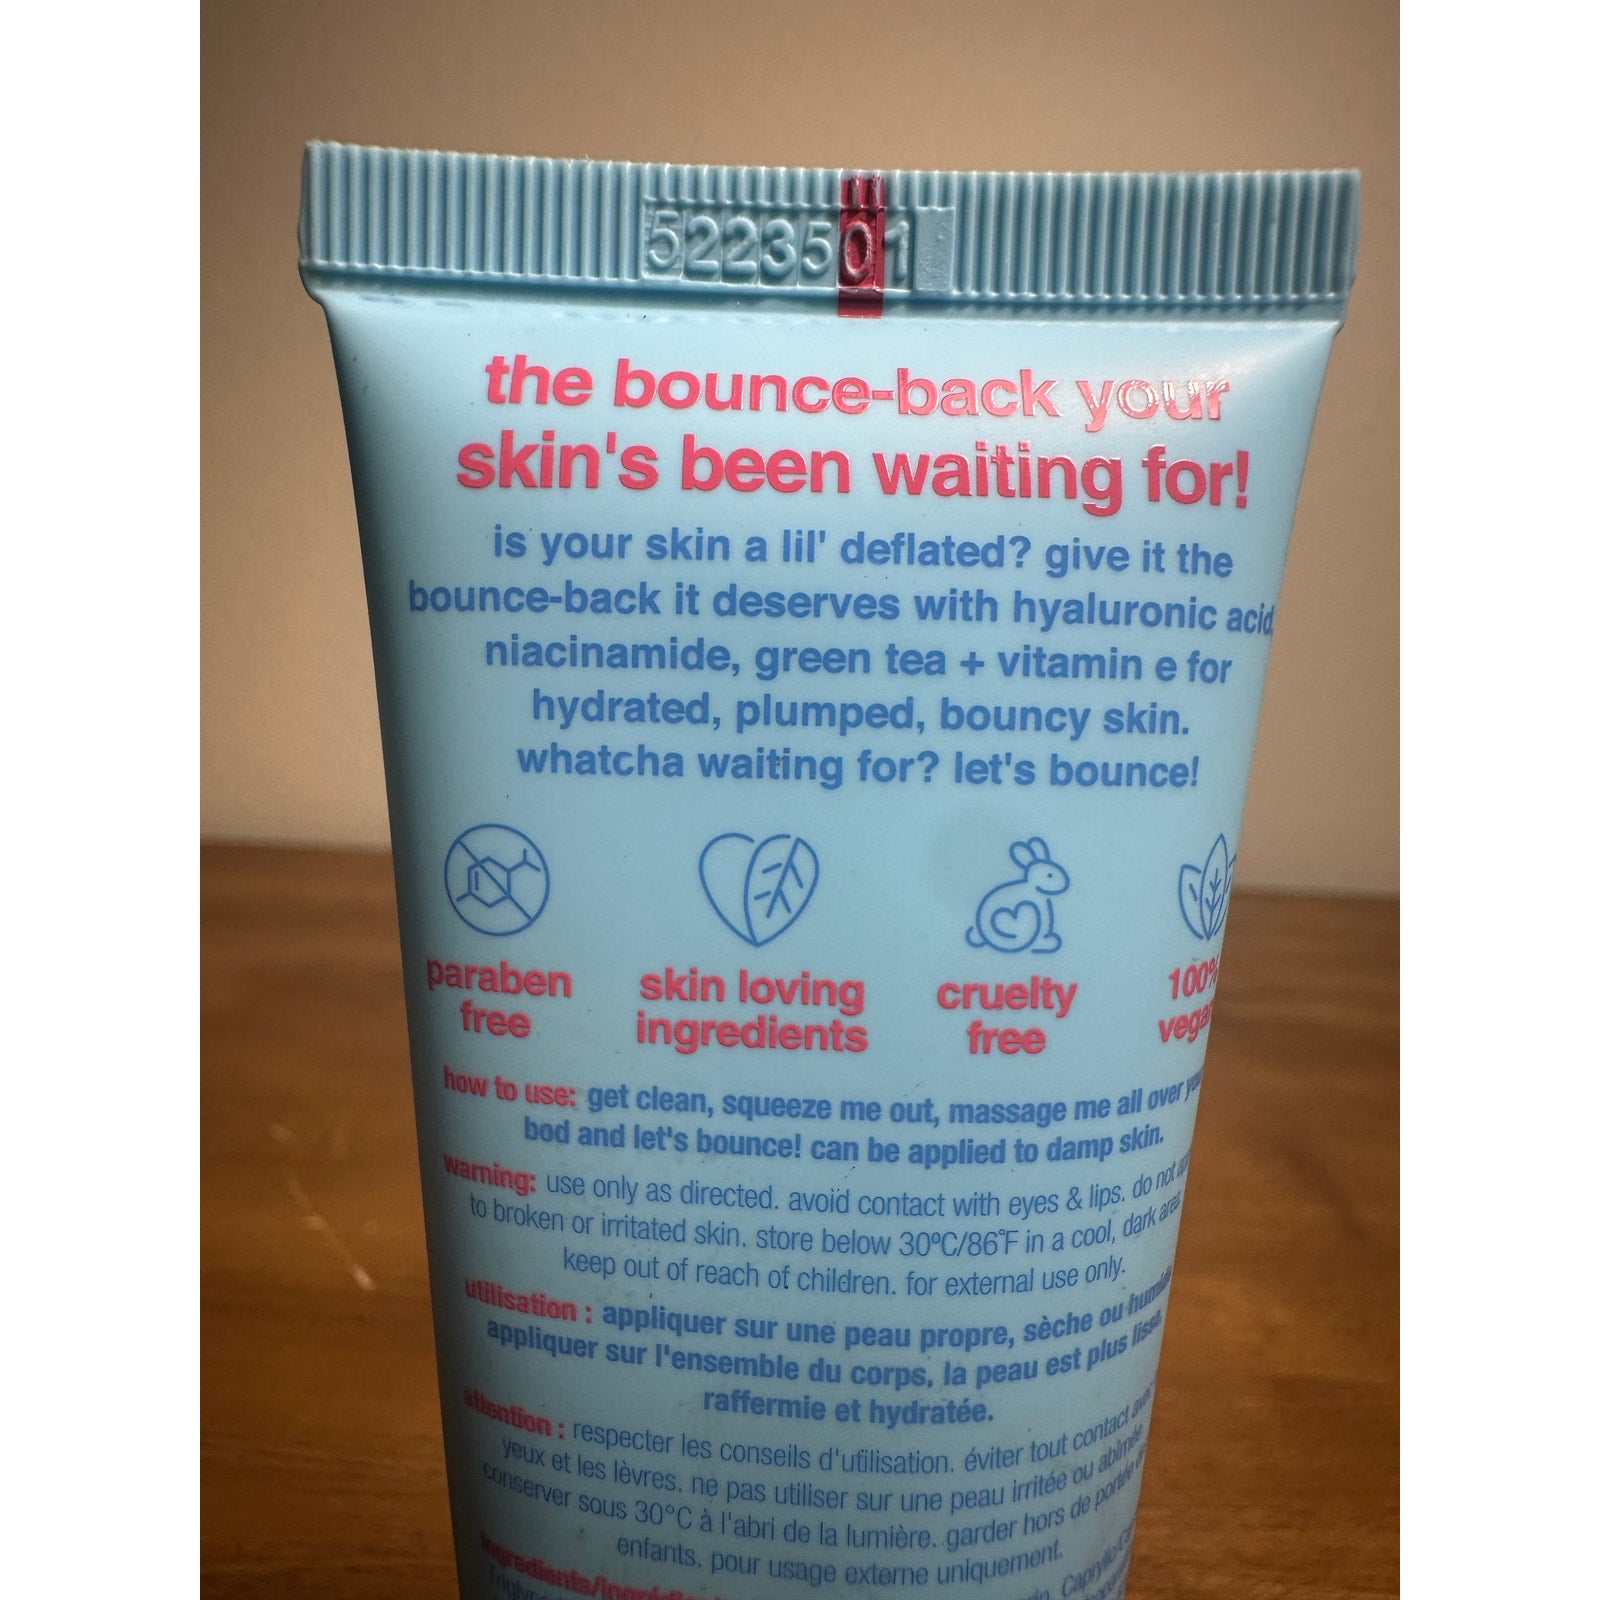 5223501
the bounce-back your
skin's been waiting for!
is your skin a lil' deflated? give it the
bounce-back it deserves with hyaluronic acid,
niacinamide, green tea + vitamin e for
hydrated, plumped, bouncy skin.
whatcha waiting for? let's bounce!
paraben
free
skin loving
ingredients
cruelty
free
100%
vegan
how to use: get clean, squeeze me out, massage me all over
bod and let's bounce! can be applied to damp skin.
warning: use only as directed. avoid contact with eyes & lips. do not
to broken or irritated skin. store below 30ºC/86°F in a cool, dark
keep out of reach of children. for external use only.
utilisation : appliquer sur une peau propre, sèche ou
appliquer sur l'ensemble du corps. la peau est plus lisse,
raffermie et hydratée.
attention : respecter les conseils d'utilisation. éviter tout contact
yeux et les lèvres. ne pas utiliser sur une peau irritée ou abîmée.
conserver sous 30°C à l'abri de la lumière. garder hors de portée
enfants. pour usage externe uniquement.